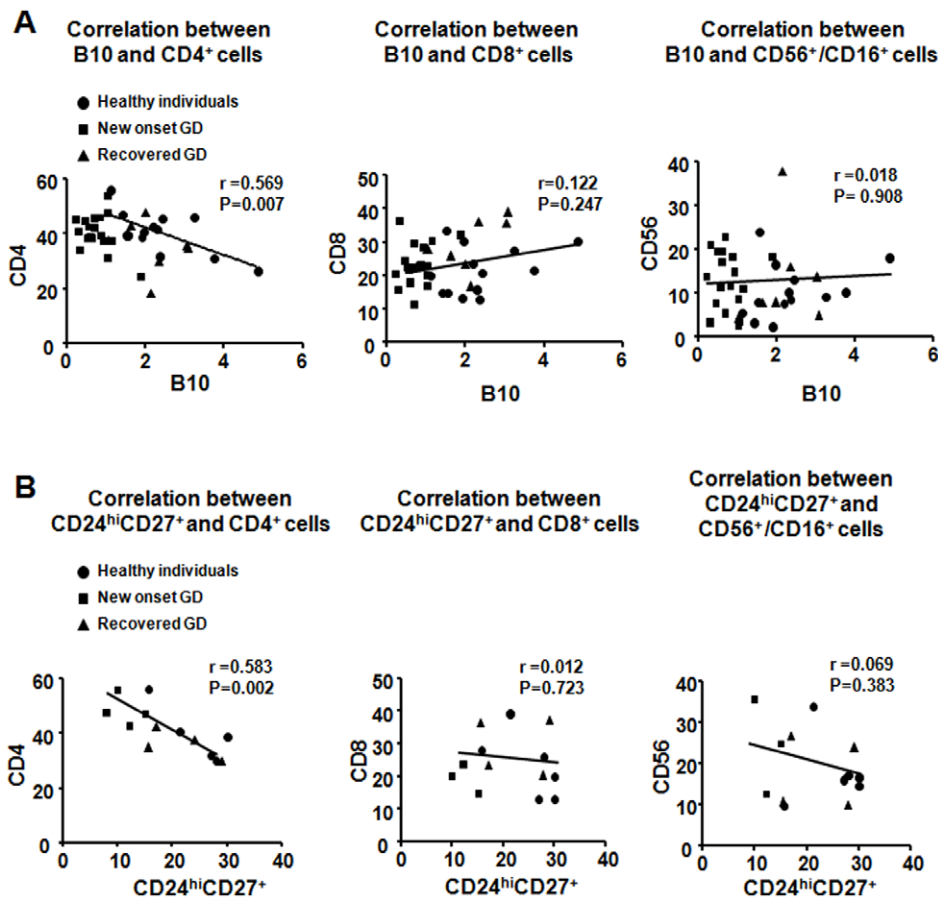 A
Correlation between
B10 and CD4⁺ cells
Correlation between
B10 and CD8⁺ cells
Correlation between
B10 and CD56⁺/CD16⁺ cells
Healthy individuals
New onset GD
Recovered GD
r =0.569
P=0.007
60
40
20
0
CD4
0 2 4 6
B10
r=0.122
P=0.247
50
40
30
20
10
0
CD8
0 2 4 6
B10
r=0.018
P= 0.908
40
30
20
10
0
CD56
0 2 4 6
B10
B
Correlation between
CD24ʰⁱCD27⁺ and CD4⁺ cells
Correlation between
CD24ʰⁱCD27⁺ and CD8⁺ cells
Correlation between
CD24ʰⁱCD27⁺ and
CD56⁺/CD16⁺ cells
Healthy individuals
New onset GD
Recovered GD
r=0.583
P=0.002
60
40
20
0
CD4
0 10 20 30 40
CD24ʰⁱCD27⁺
r=0.012
P=0.723
50
40
30
20
10
0
CD8
0 10 20 30 40
CD24ʰⁱCD27⁺
r=0.069
P=0.383
40
30
20
10
0
CD56
0 10 20 30 40
CD24ʰⁱCD27⁺